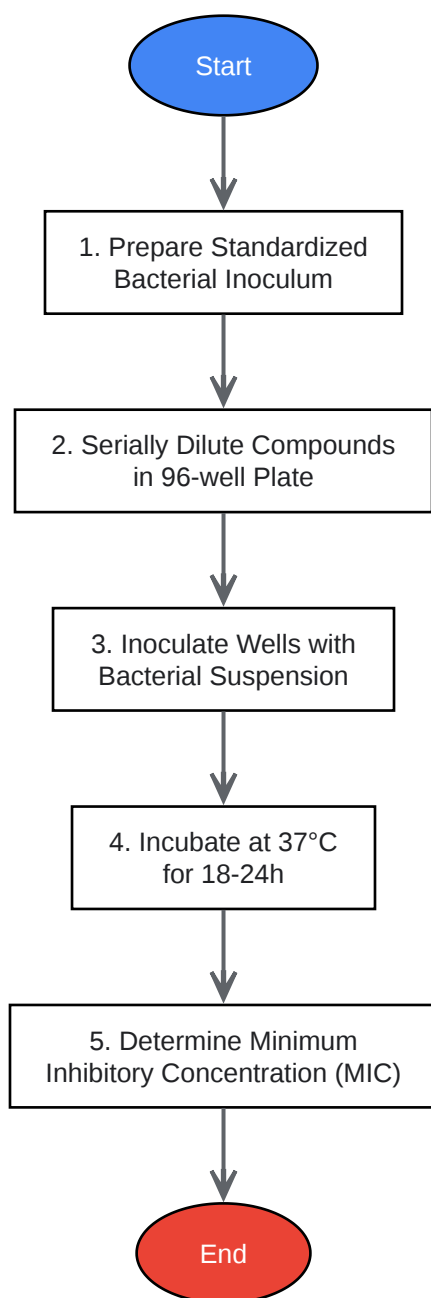 Start
1. Prepare Standardized
Bacterial Inoculum
2. Serially Dilute Compounds
in 96-well Plate
3. Inoculate Wells with
Bacterial Suspension
4. Incubate at 37°C
for 18-24h
5. Determine Minimum
Inhibitory Concentration (MIC)
End